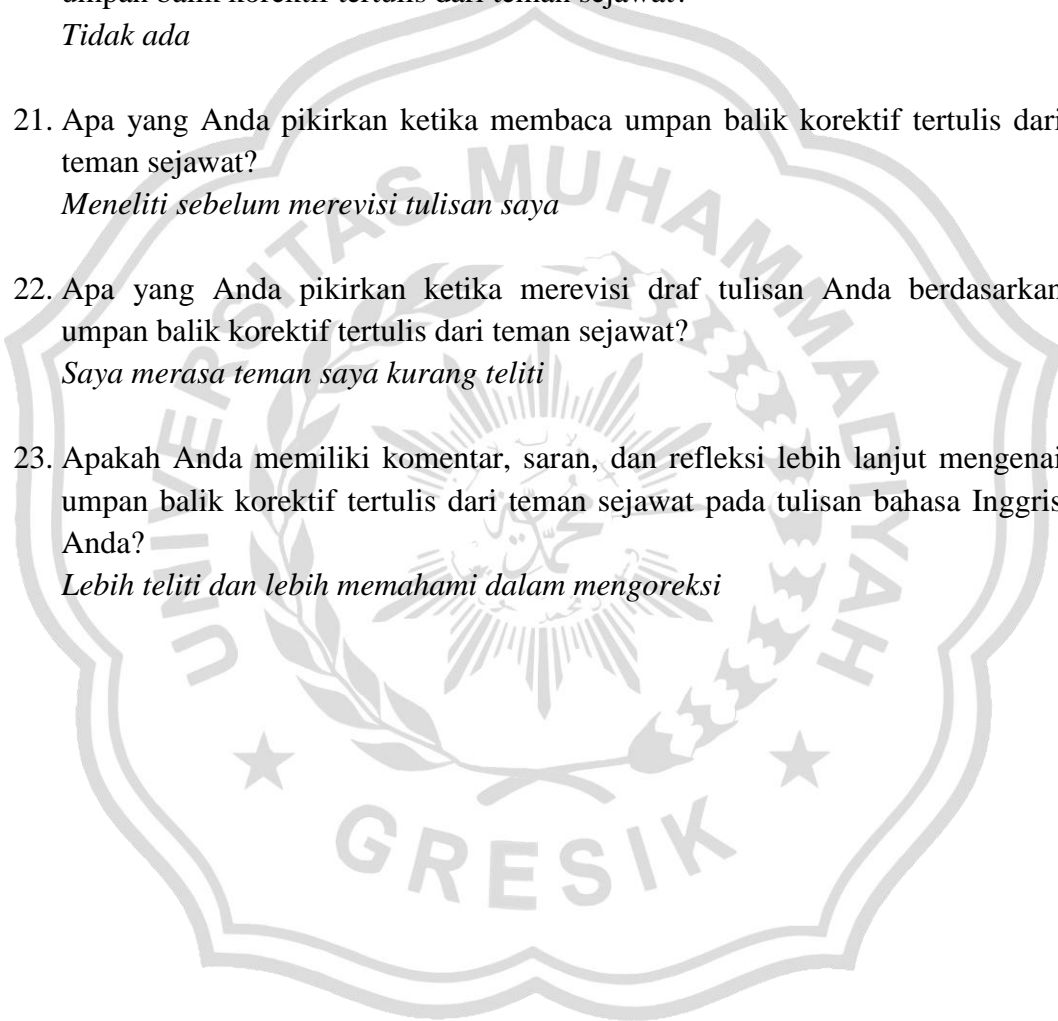 umpan balik korektif tertulis dari teman sejawat?
Tidak ada
21. Apa yang Anda pikirkan ketika membaca umpan balik korektif tertulis dari
teman sejawat?
Meneliti sebelum merevisi tulisan saya
22. Apa yang Anda pikirkan ketika merevisi draf tulisan Anda berdasarkan
umpan balik korektif tertulis dari teman sejawat?
Saya merasa teman saya kurang teliti
23. Apakah Anda memiliki komentar, saran, dan refleksi lebih lanjut mengenai
umpan balik korektif tertulis dari teman sejawat pada tulisan bahasa Inggris
Anda?
Lebih teliti dan lebih memahami dalam mengoreksi
UNIVERSITAS MUHAMMADIYAH
GRESIK